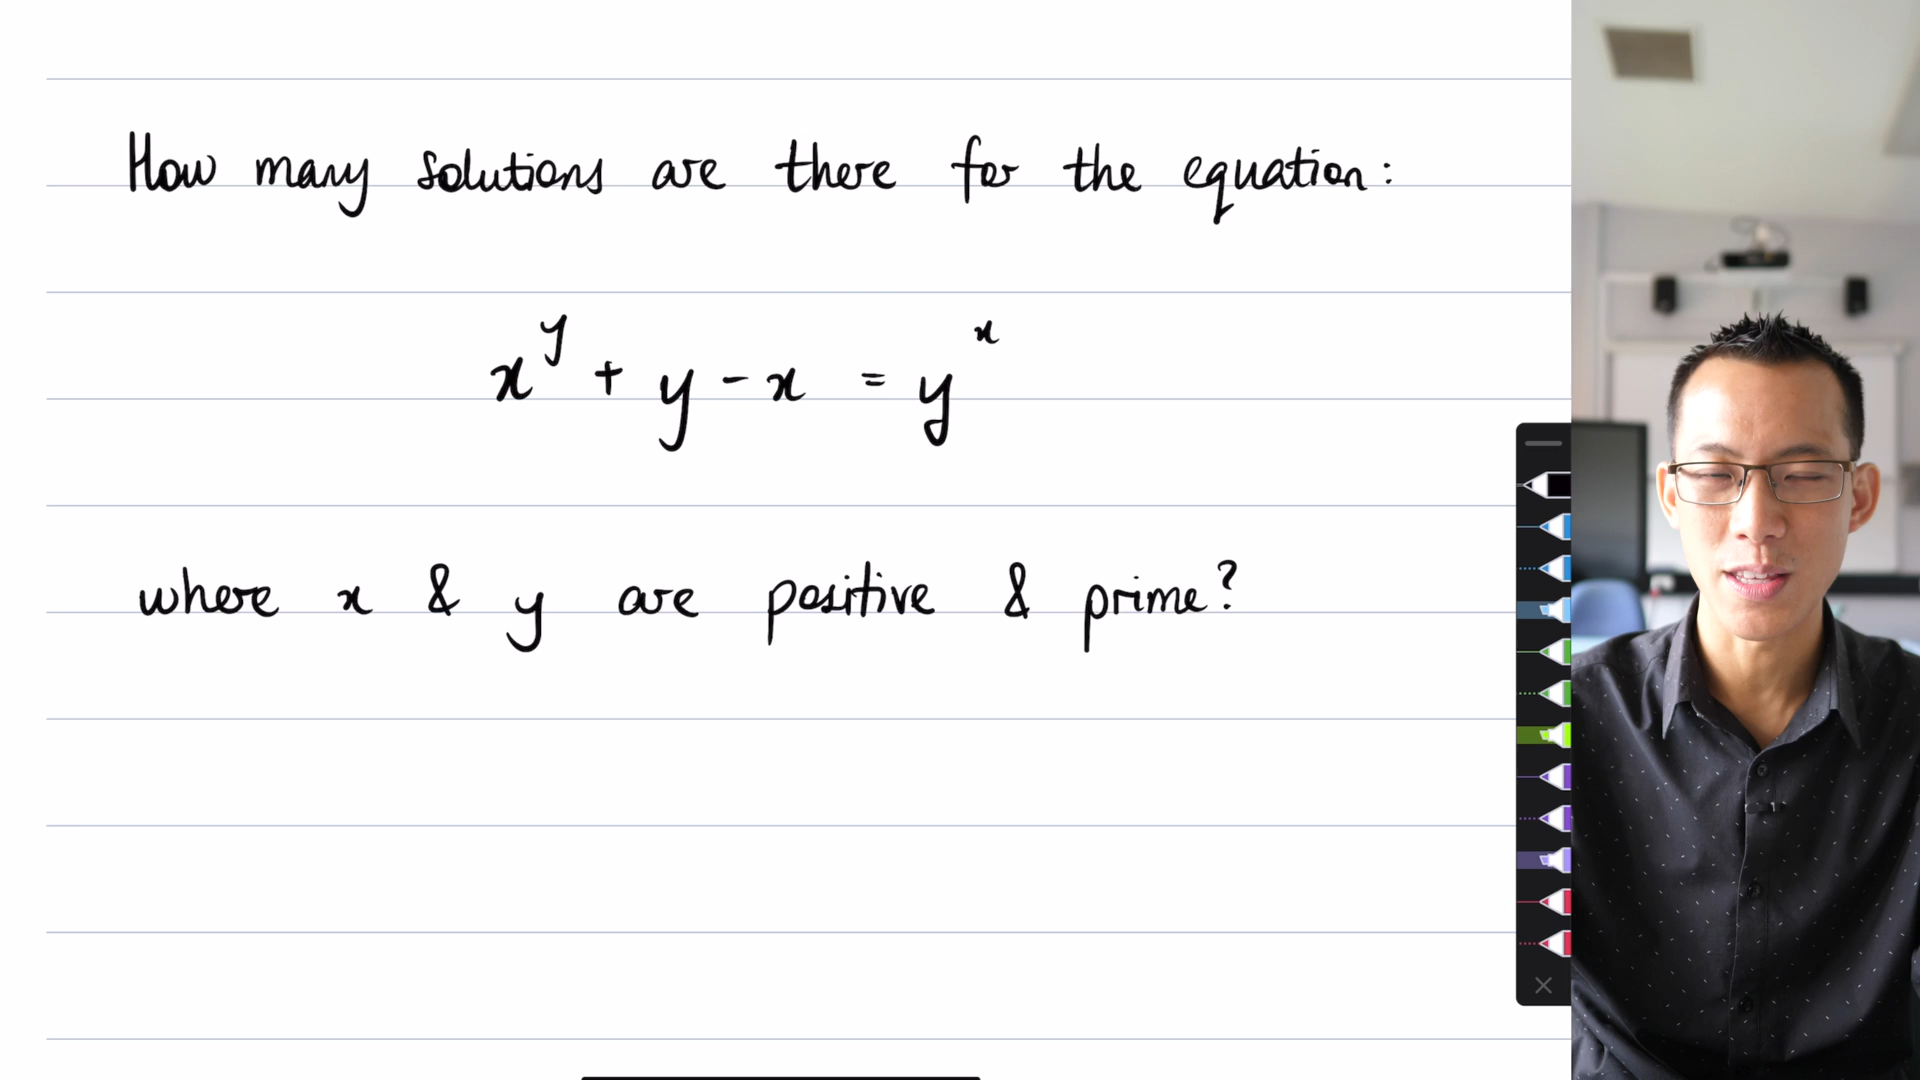 How many solutions are there for the equation:
x^y + y - x = y^x
where x & y are positive & prime?